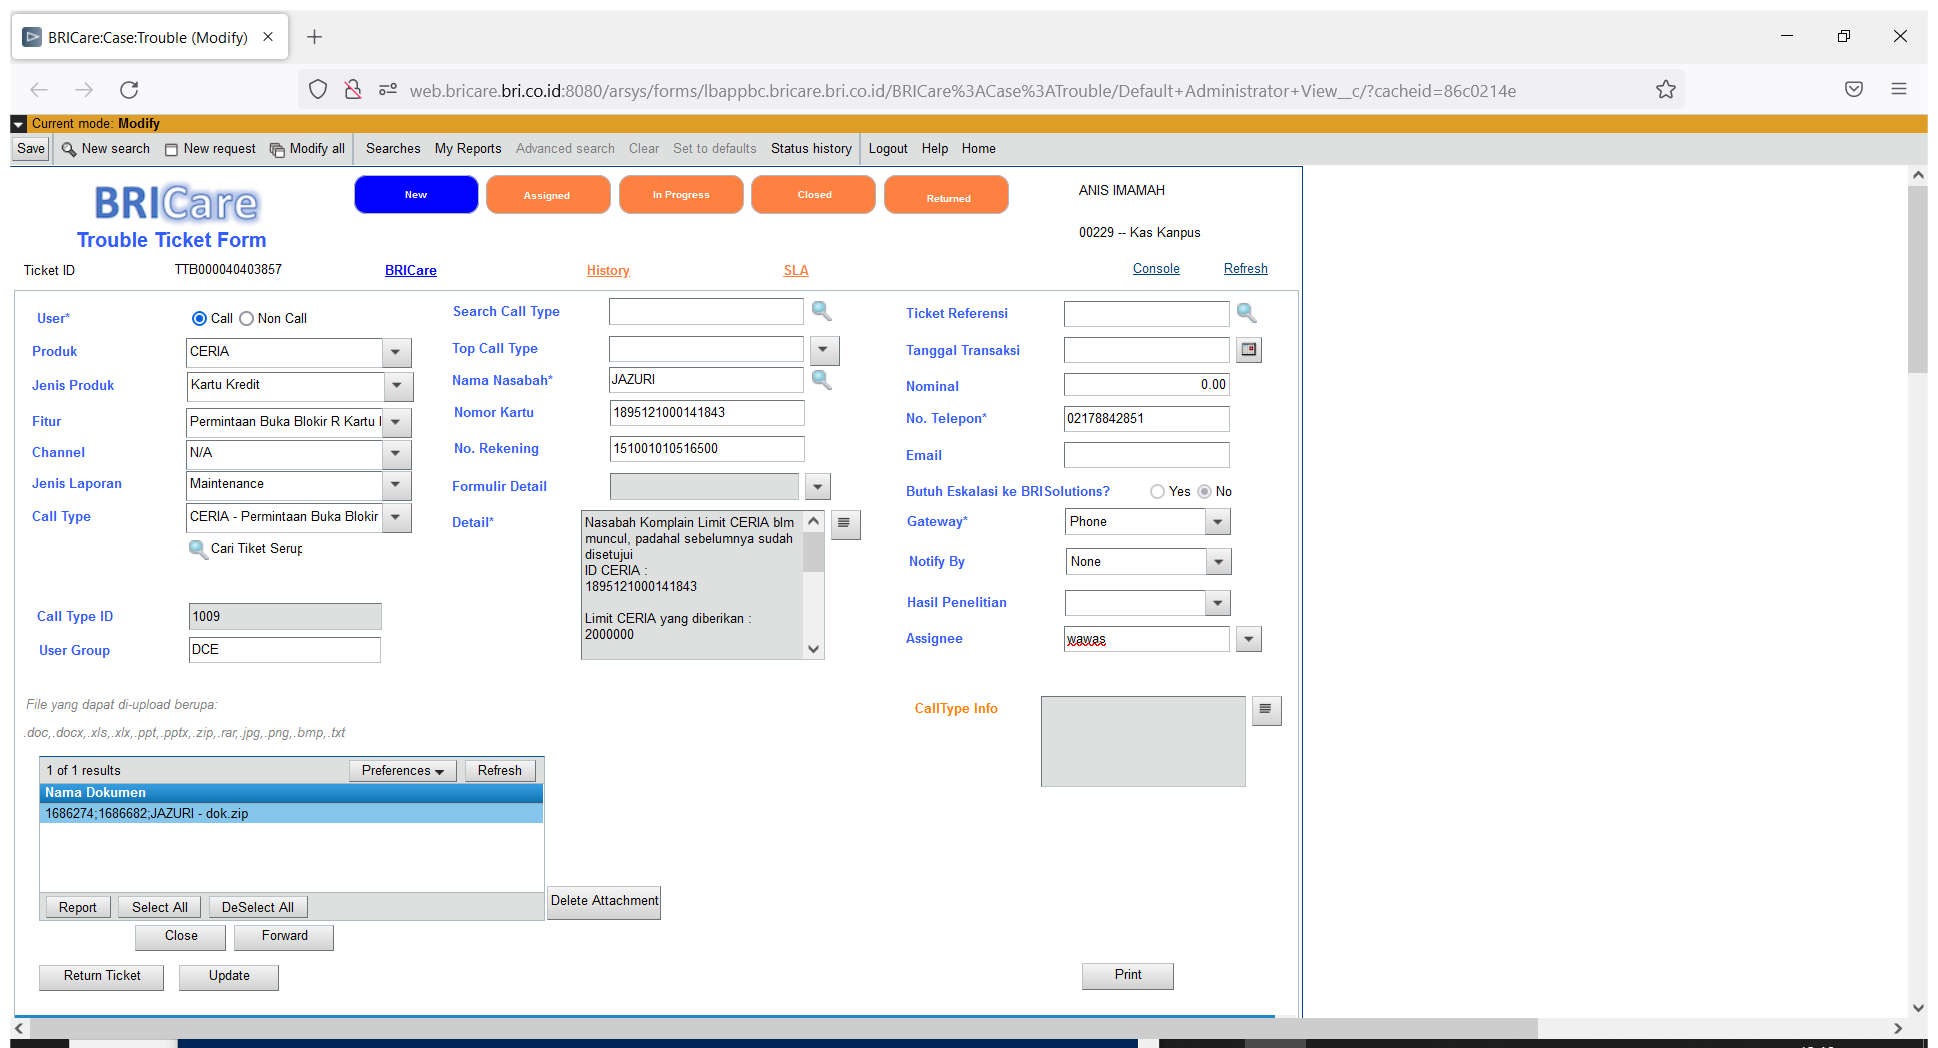 BRICare:Case:Trouble (Modify)
web.bricare.bri.co.id:8080/arsys/forms/lbappbc.bricare.bri.co.id/BRICare%3ACase%3ATrouble/Default+Administrator+View__c/?cacheid=86c0214e
Current mode: Modify
Save New search New request Modify all Searches My Reports Advanced search Clear Set to defaults Status history Logout Help Home
BRICare
Trouble Ticket Form
New Assigned In Progress Closed Returned
ANIS IMAMAH
00229 -- Kas Kanpus
Ticket ID TTB000040403857 BRICare History SLA Console Refresh
User* Call Non Call
Produk CERIA
Jenis Produk Kartu Kredit
Fitur Permintaan Buka Blokir R Kartu
Channel N/A
Jenis Laporan Maintenance
Call Type CERIA - Permintaan Buka Blokir
Cari Tiket Serup
Call Type ID 1009
User Group DCE
Search Call Type
Top Call Type
Nama Nasabah* JAZURI
Nomor Kartu 1895121000141843
No. Rekening 151001010516500
Formulir Detail
Detail* Nasabah Komplain Limit CERIA blm
muncul, padahal sebelumnya sudah
disetujui
ID CERIA :
1895121000141843
Limit CERIA yang diberikan :
2000000
Ticket Referensi
Tanggal Transaksi
Nominal 0.00
No. Telepon* 02178842851
Email
Butuh Eskalasi ke BRISolutions? Yes No
Gateway* Phone
Notify By None
Hasil Penelitian
Assignee wawas
CallType Info
File yang dapat di-upload berupa:
.doc,.docx,.xls,.xlx,.ppt,.pptx,.zip,.rar,.jpg,.png,.bmp,.txt
1 of 1 results Preferences Refresh
Nama Dokumen
1686274;1686682;JAZURI - dok.zip
Report Select All DeSelect All
Delete Attachment
Close Forward
Return Ticket Update
Print